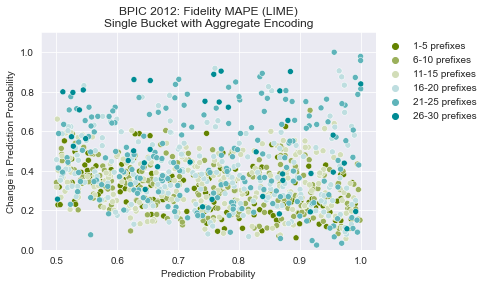 BPIC 2012: Fidelity MAPE (LIME)
Single Bucket with Aggregate Encoding
Change in Prediction Probability
1.0
0.8
0.6
0.4
0.2
0.0
0.5
0.6
0.7
0.8
0.9
1.0
Prediction Probability
1-5 prefixes
6-10 prefixes
11-15 prefixes
16-20 prefixes
21-25 prefixes
26-30 prefixes